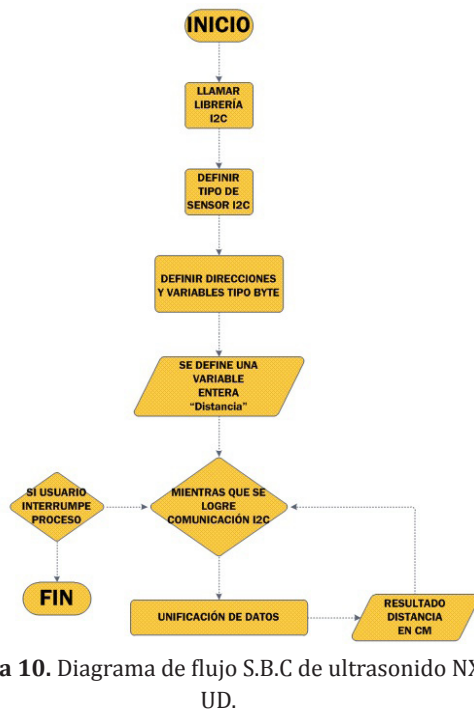 INICIO
LLAMAR
LIBRERÍA
I2C
DEFINIR
TIPO DE
SENSOR I2C
DEFINIR DIRECCIONES
Y VARIABLES TIPO BYTE
SE DEFINE UNA
VARIABLE
ENTERA
"Distancia"
SI USUARIO
INTERRUMPE
PROCESO
MIENTRAS QUE SE
LOGRE
COMUNICACIÓN I2C
FIN
UNIFICACIÓN DE DATOS
RESULTADO
DISTANCIA
EN CM
a 10. Diagrama de flujo S.B.C de ultrasonido NX
UD.